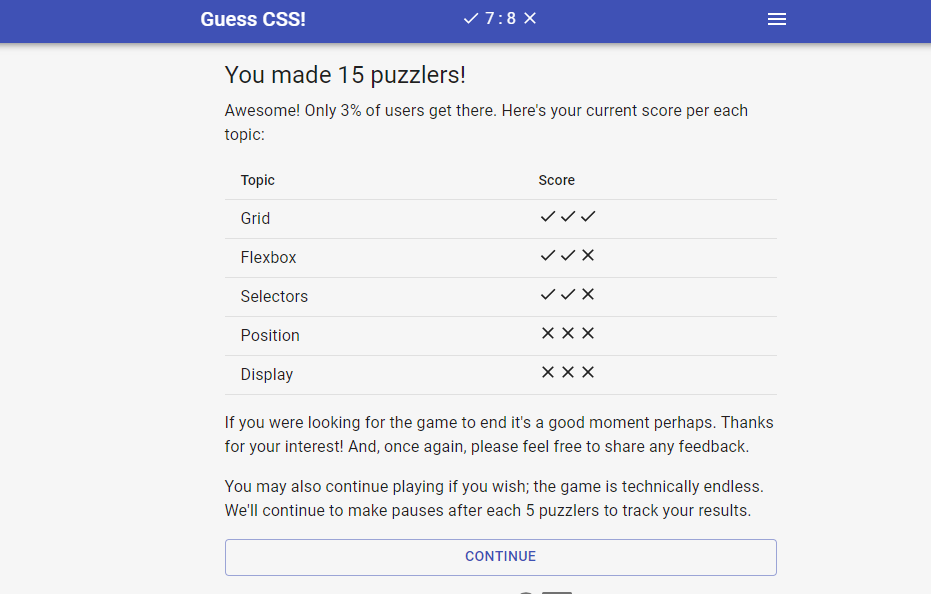 Guess CSS!
✓ 7 : 8 ✕
You made 15 puzzlers!
Awesome! Only 3% of users get there. Here's your current score per each
topic:
Topic Score
Grid ✓ ✓ ✓
Flexbox ✓ ✓ ✕
Selectors ✓ ✓ ✕
Position ✕ ✕ ✕
Display ✕ ✕ ✕
If you were looking for the game to end it's a good moment perhaps. Thanks
for your interest! And, once again, please feel free to share any feedback.
You may also continue playing if you wish; the game is technically endless.
We'll continue to make pauses after each 5 puzzlers to track your results.
CONTINUE